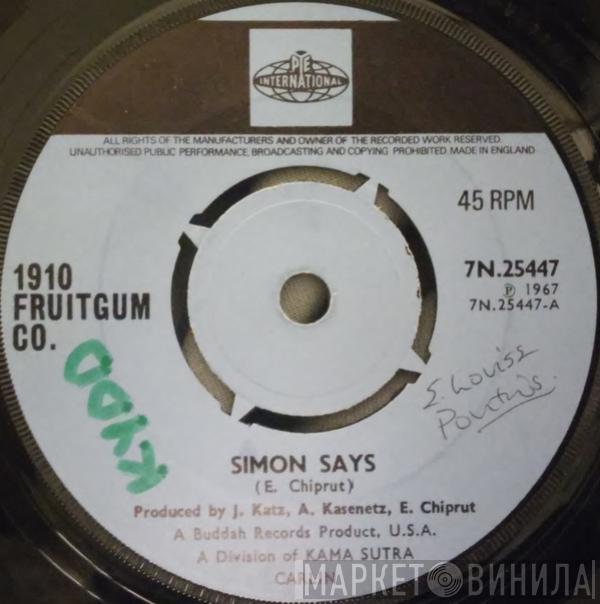 PYE
INTERNATIONAL
ALL RIGHTS OF THE MANUFACTURERS AND OWNER OF THE RECORDED WORK RESERVED.
UNAUTHORISED PUBLIC PERFORMANCE, BROADCASTING AND COPYING PROHIBITED. MADE IN ENGLAND
45 RPM
1910
FRUITGUM
CO.
7N.25447
Ⓟ 1967
7N.25447-A
KYDD
S. Louise
SIMON SAYS
(E. Chiprut)
Produced by J. Katz, A. Kasenetz, E. Chiprut
A Buddah Records Product, U.S.A.
A Division of KAMA SUTRA
CARLIN
МАРКЕТ ВИНИЛА